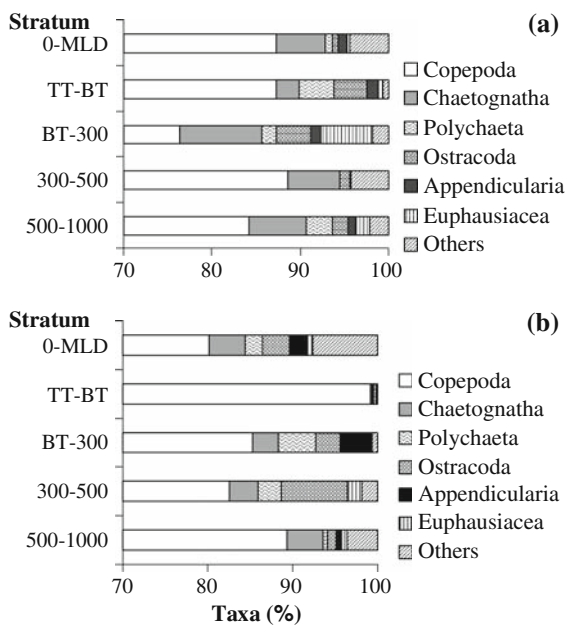 Stratum
(a)
0-MLD
TT-BT
BT-300
300-500
500-1000
Copepoda
Chaetognatha
Polychaeta
Ostracoda
Appendicularia
Euphausiacea
Others
70 80 90 100
Stratum
(b)
0-MLD
TT-BT
BT-300
300-500
500-1000
Copepoda
Chaetognatha
Polychaeta
Ostracoda
Appendicularia
Euphausiacea
Others
70 80 90 100
Taxa (%)